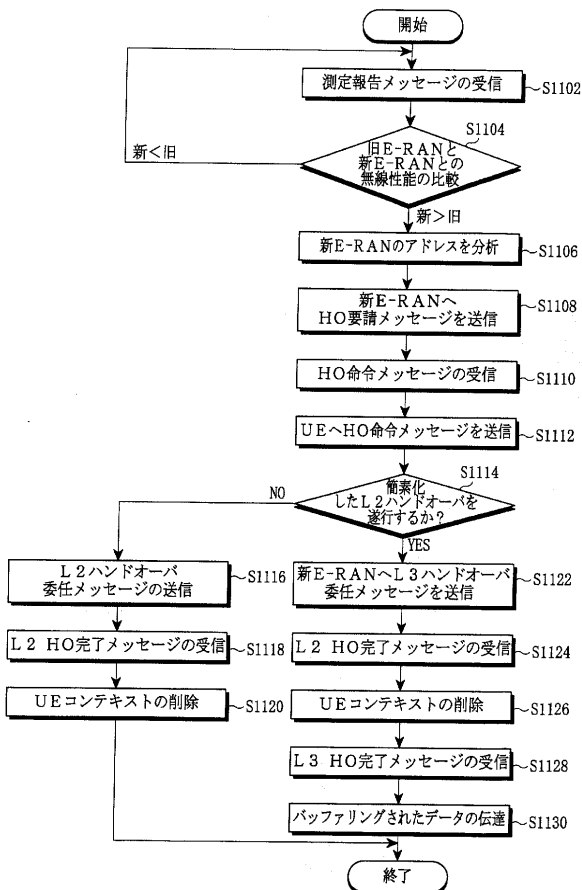 開始
測定報告メッセージの受信
S1102
S1104
旧E-RANと
新E-RANとの
無線性能の比較
新<旧
新>旧
新E-RANのアドレスを分析
S1106
新E-RANへ
HO要請メッセージを送信
S1108
HO命令メッセージの受信
S1110
UEへHO命令メッセージを送信
S1112
S1114
簡素化
したL2ハンドオーバを
遂行するか?
NO
YES
L2ハンドオーバ
委任メッセージの送信
S1116
新E-RANへL3ハンドオーバ
委任メッセージを送信
S1122
L2 HO完了メッセージの受信
S1118
L2 HO完了メッセージの受信
S1124
UEコンテキストの削除
S1120
UEコンテキストの削除
S1126
L3 HO完了メッセージの受信
S1128
バッファリングされたデータの伝達
S1130
終了